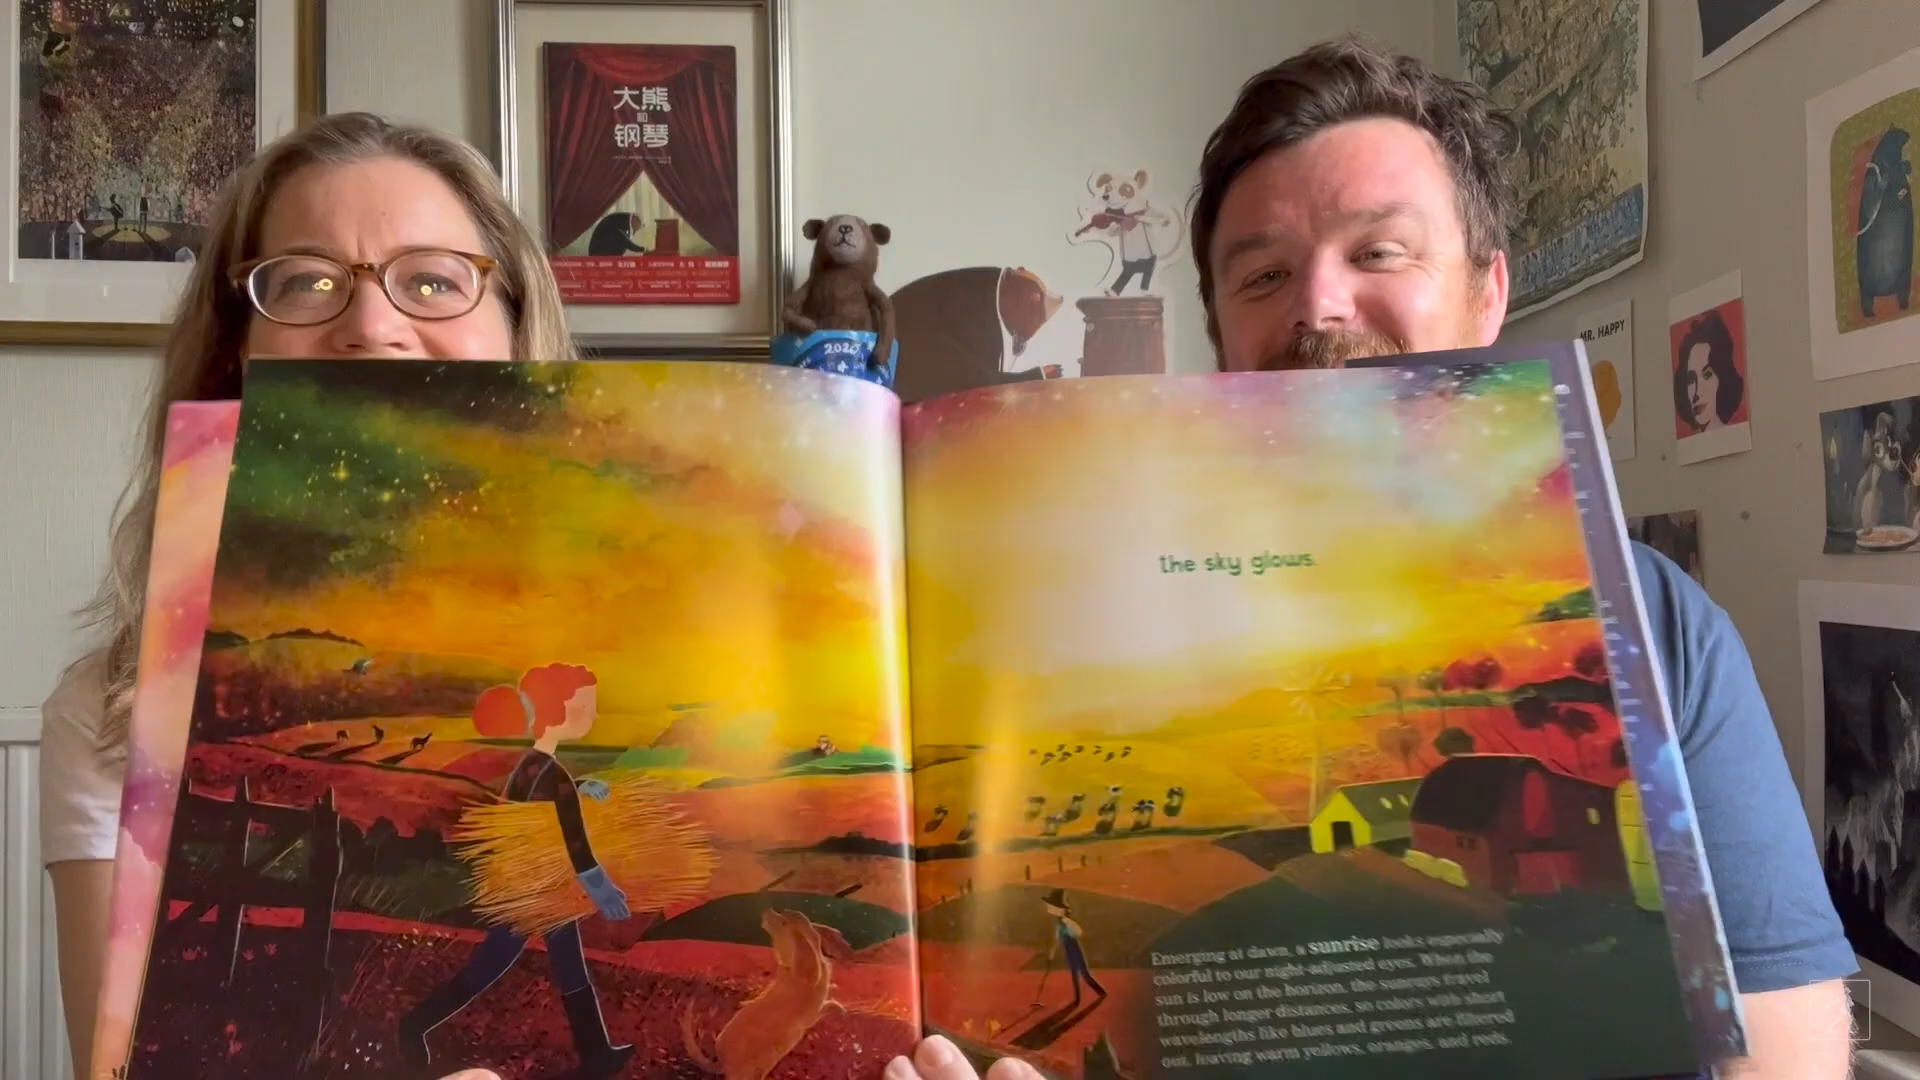 大熊
和
钢琴
2020
MR. HAPPY
the sky glows.
Emerging at dawn, a sunrise looks especially
colorful to our night-adjusted eyes. When the
sun is low on the horizon, the sunrays travel
through longer distances, so colors with short
wavelengths like blues and greens are filtered
out, leaving warm yellows, oranges, and reds.